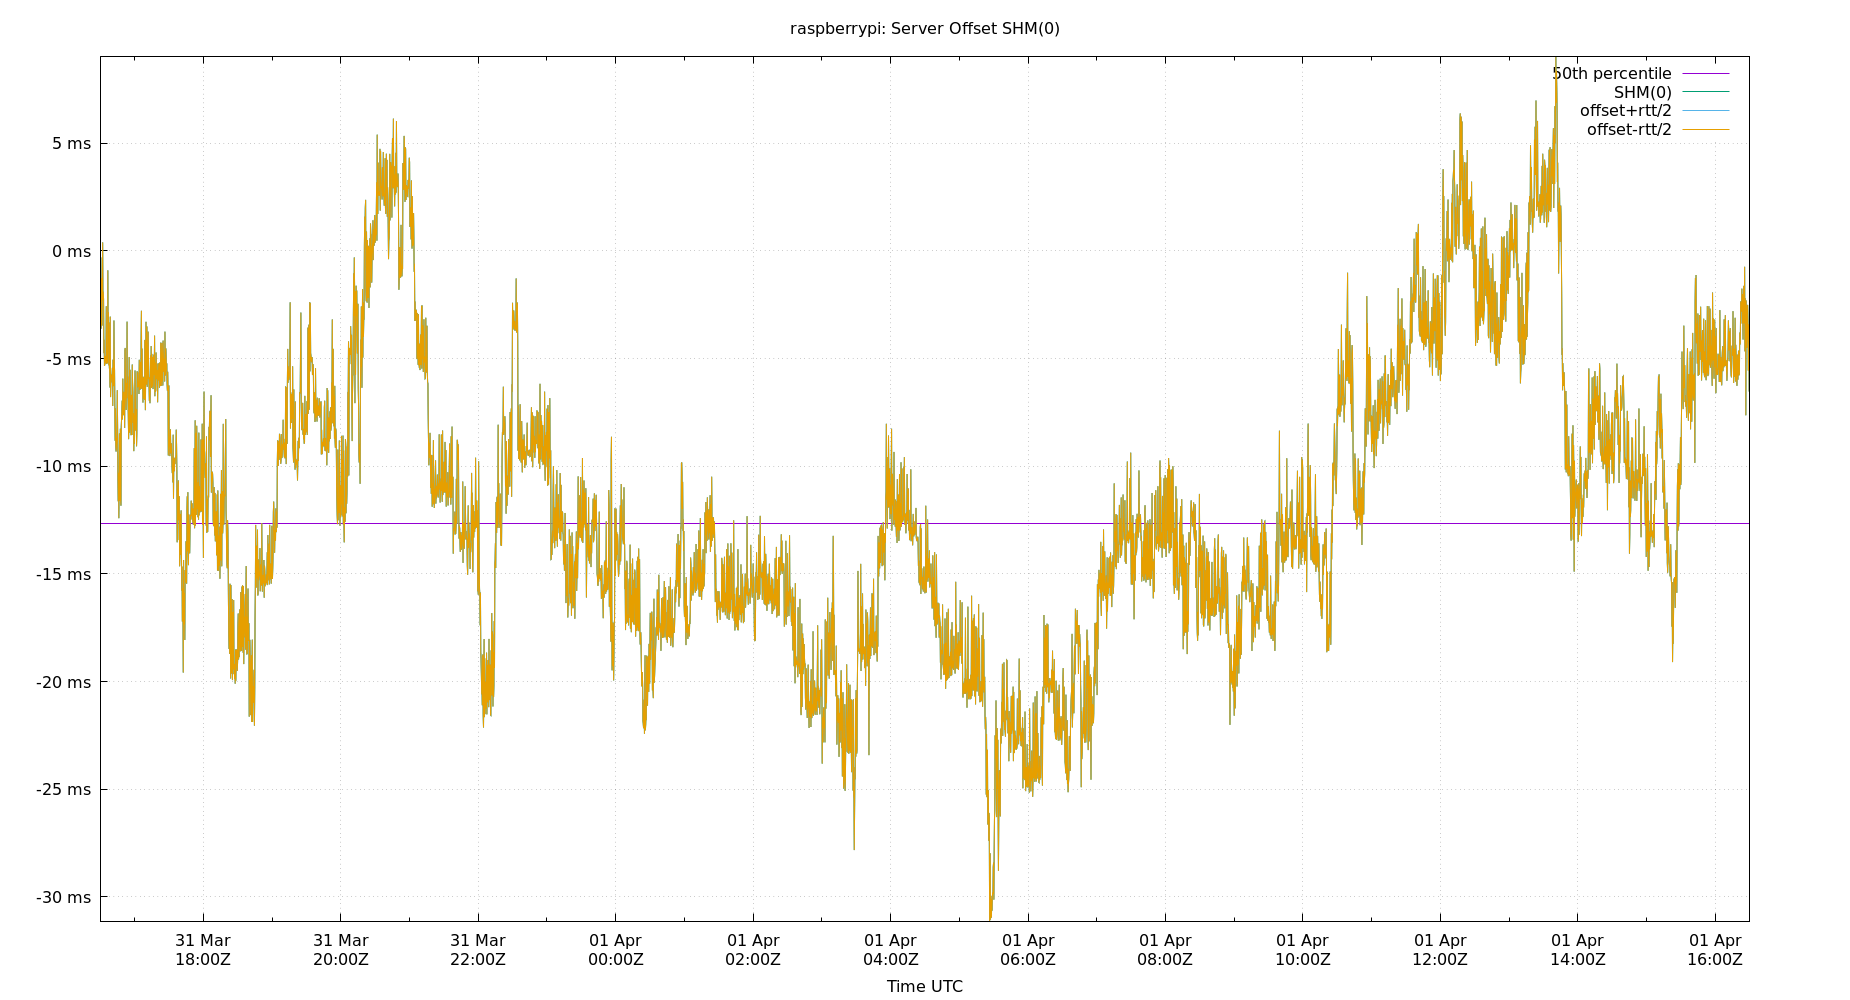 raspberrypi: Server Offset SHM(0)
50th percentile
SHM(0)
offset+rtt/2
offset-rtt/2
5 ms
0 ms
-5 ms
-10 ms
-15 ms
-20 ms
-25 ms
-30 ms
31 Mar 31 Mar 31 Mar 01 Apr 01 Apr 01 Apr 01 Apr 01 Apr 01 Apr 01 Apr 01 Apr 01 Apr
18:00Z 20:00Z 22:00Z 00:00Z 02:00Z 04:00Z 06:00Z 08:00Z 10:00Z 12:00Z 14:00Z 16:00Z
Time UTC